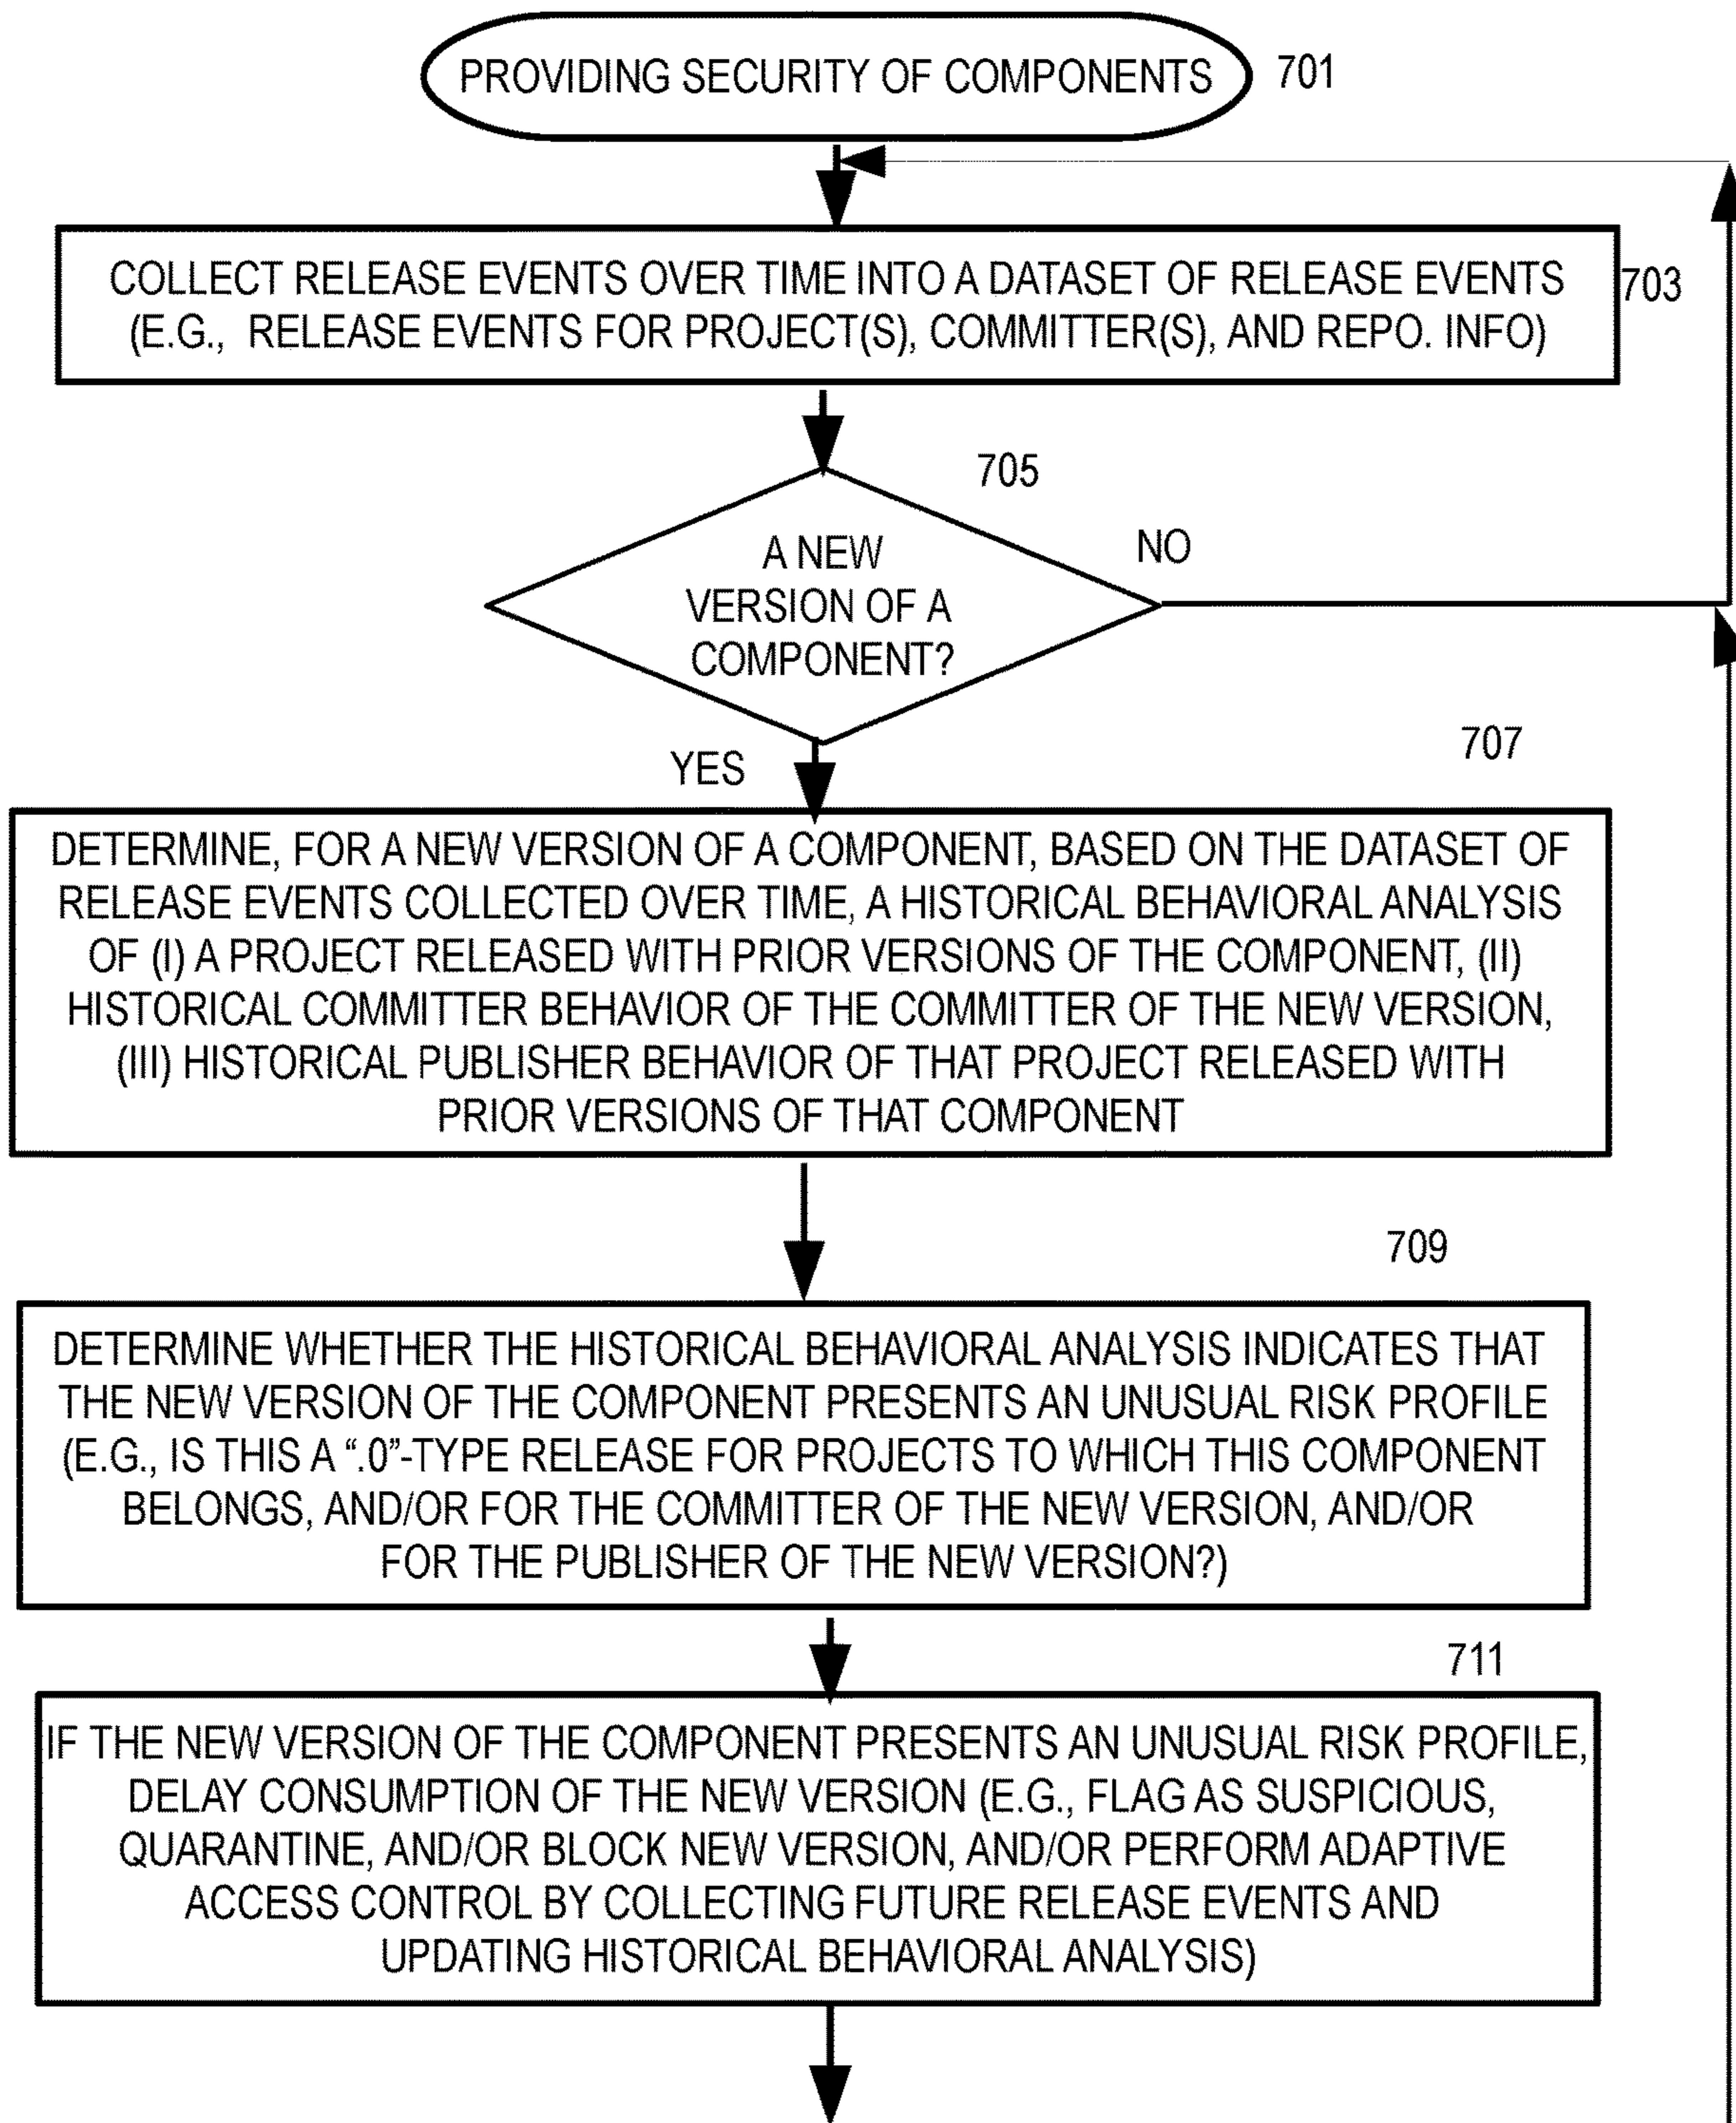 PROVIDING SECURITY OF COMPONENTS
701
COLLECT RELEASE EVENTS OVER TIME INTO A DATASET OF RELEASE EVENTS
(E.G., RELEASE EVENTS FOR PROJECT(S), COMMITTER(S), AND REPO. INFO)
703
705
A NEW
VERSION OF A
COMPONENT?
NO
YES
707
DETERMINE, FOR A NEW VERSION OF A COMPONENT, BASED ON THE DATASET OF
RELEASE EVENTS COLLECTED OVER TIME, A HISTORICAL BEHAVIORAL ANALYSIS
OF (I) A PROJECT RELEASED WITH PRIOR VERSIONS OF THE COMPONENT, (II)
HISTORICAL COMMITTER BEHAVIOR OF THE COMMITTER OF THE NEW VERSION,
(III) HISTORICAL PUBLISHER BEHAVIOR OF THAT PROJECT RELEASED WITH
PRIOR VERSIONS OF THAT COMPONENT
709
DETERMINE WHETHER THE HISTORICAL BEHAVIORAL ANALYSIS INDICATES THAT
THE NEW VERSION OF THE COMPONENT PRESENTS AN UNUSUAL RISK PROFILE
(E.G., IS THIS A “.0”-TYPE RELEASE FOR PROJECTS TO WHICH THIS COMPONENT
BELONGS, AND/OR FOR THE COMMITTER OF THE NEW VERSION, AND/OR
FOR THE PUBLISHER OF THE NEW VERSION?)
711
IF THE NEW VERSION OF THE COMPONENT PRESENTS AN UNUSUAL RISK PROFILE,
DELAY CONSUMPTION OF THE NEW VERSION (E.G., FLAG AS SUSPICIOUS,
QUARANTINE, AND/OR BLOCK NEW VERSION, AND/OR PERFORM ADAPTIVE
ACCESS CONTROL BY COLLECTING FUTURE RELEASE EVENTS AND
UPDATING HISTORICAL BEHAVIORAL ANALYSIS)